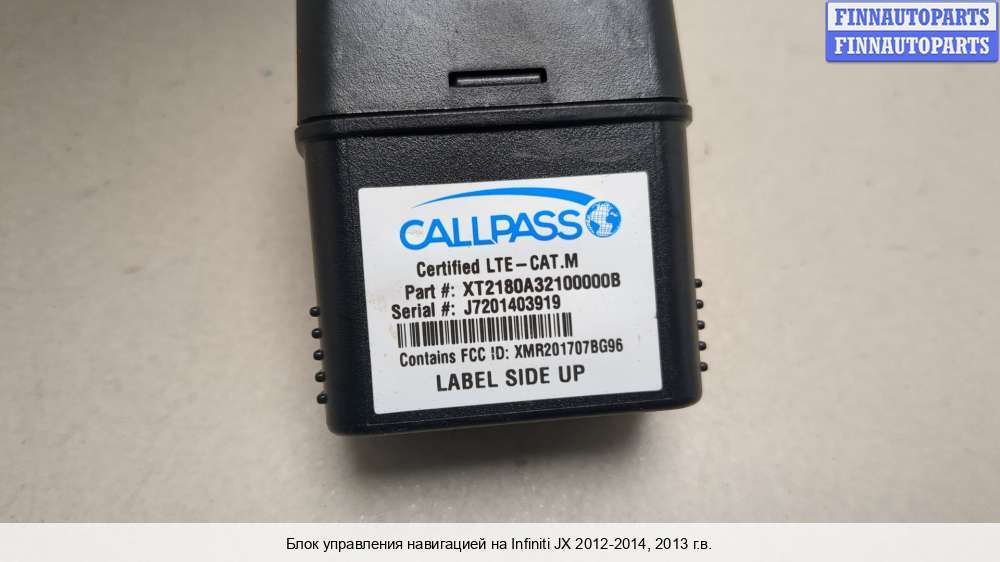 FINNAUTOPARTS
FINNAUTOPARTS
CALLPASS
Certified LTE-CAT.M
Part #: XT2180A32100000B
Serial #: J7201403919
Contains FCC ID: XMR201707BG96
LABEL SIDE UP
Блок управления навигацией на Infiniti JX 2012-2014, 2013 г.в.